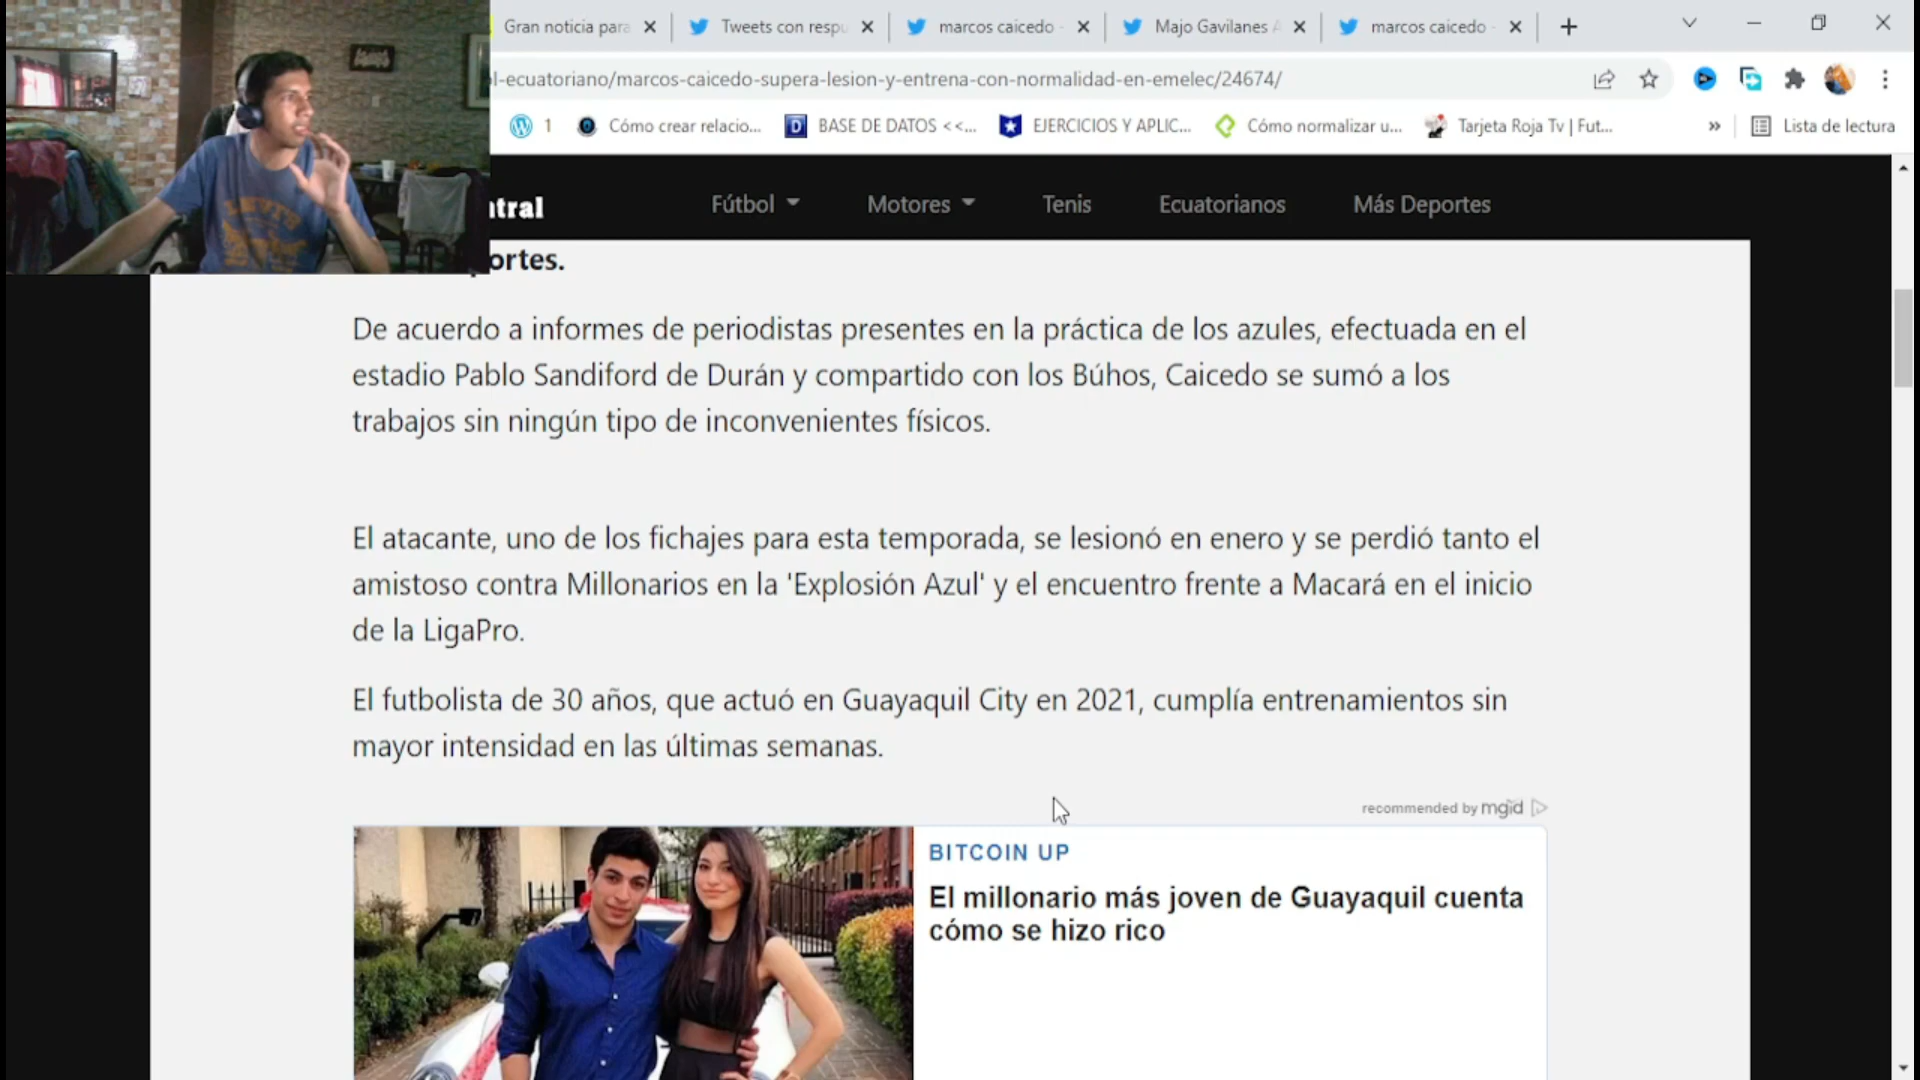 Gran noticia para
Tweets con respu
marcos caicedo -
Majo Gavilanes A
marcos caicedo -
l-ecuatoriano/marcos-caicedo-supera-lesion-y-entrena-con-normalidad-en-emelec/24674/
1
Cómo crear relacio...
BASE DE DATOS <<...
EJERCICIOS Y APLIC...
Cómo normalizar u...
Tarjeta Roja Tv | Fut...
»
Lista de lectura
ntral
Fútbol
Motores
Tenis
Ecuatorianos
Más Deportes
portes.
De acuerdo a informes de periodistas presentes en la práctica de los azules, efectuada en el
estadio Pablo Sandiford de Durán y compartido con los Búhos, Caicedo se sumó a los
trabajos sin ningún tipo de inconvenientes físicos.
El atacante, uno de los fichajes para esta temporada, se lesionó en enero y se perdió tanto el
amistoso contra Millonarios en la 'Explosión Azul' y el encuentro frente a Macará en el inicio
de la LigaPro.
El futbolista de 30 años, que actuó en Guayaquil City en 2021, cumplía entrenamientos sin
mayor intensidad en las últimas semanas.
recommended by mgid
BITCOIN UP
El millonario más joven de Guayaquil cuenta
cómo se hizo rico